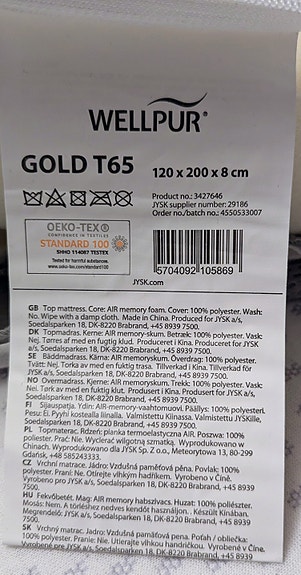 WELLPUR®
GOLD T65
120 x 200 x 8 cm
Product no.: 3427646
JYSK supplier number: 29186
Order no./batch no.: 4550533007
OEKO-TEX®
CONFIDENCE IN TEXTILES
STANDARD 100
SHHO 114087 TESTEX
Tested for harmful substances.
www.oeko-tex.com/standard100
5704092 105869
JYSK.com
GB Top mattress. Core: AIR memory foam. Cover: 100% polyester. Wash:
No. Wipe with a damp cloth. Made in China. Produced for JYSK a/s,
Soedalsparken 18, DK-8220 Brabrand, +45 8939 7500.
DK Topmadras. Kerne: AIR memory-skum. Betræk: 100% polyester. Vask:
Nej. Tørres af med en fugtig klud. Produceret i Kina. Produceret for JYSK
a/s, Soedalsparken 18, DK-8220 Brabrand, +45 8939 7500.
SE Bäddmadrass. Kärna: AIR memoryskum. Överdrag: 100% polyester.
Tvätt: Nej. Torka av med en fuktig trasa. Tillverkad i Kina. Tillverkad för
JYSK a/s, Soedalsparken 18, DK-8220 Brabrand, +45 8939 7500.
NO Overmadrass. Kjerne: AIR memoryskum. Trekk: 100% polyester. Vask:
Nei. Tørk av med en fuktig klut. Produsert i Kina. Produsert for JYSK a/s,
Soedalsparken 18, DK-8220 Brabrand, +45 8939 7500.
FI Sijauspatja. Ydin: AIR-memory-vaahtomuovi. Päällys: 100% polyesteri.
Pesu: Ei. Pyyhi kostealla liinalla. Valmistettu Kiinassa. Valmistettu JYSKille,
Soedalsparken 18, DK-8220 Brabrand, +45 8939 7500.
PL Topmaterac. Rdzeń: pianka termoelastyczna AIR. Poszwa: 100%
poliester. Prać: Nie. Wycierać wilgotną szmatką. Wyprodukowano w
Chinach. Wyprodukowano dla JYSK Sp. Z o.o., Meteorytowa 13, 80-299
Gdańsk, +48 585243333.
CZ Vrchní matrace. Jádro: Vzdušná paměťová pěna. Povlak: 100%
polyester. Praní: Ne. Otírejte vlhkým hadříkem. Vyrobeno v Číně.
Vyrobeno pro JYSK a/s, Soedalsparken 18, DK-8220 Brabrand, +45 8939
7500.
HU Fekvőbetét. Mag: AIR memory habszivacs. Huzat: 100% poliészter.
Mosás: Nem. A törléshez nedves kendőt használjon. . Készült Kínában.
Megrendelő: JYSK a/s, Soedalsparken 18, DK-8220 Brabrand, +45 8939
7500.
SK Vrchný matrac. Jadro: Vzdušná pamäťová pena. Poťah / obliečka:
100% polyester. Pranie: Nie. Utierajte vlhkou handričkou. Vyrobené v Číne.
Vyrobené pre JYSK a/s, Soedalsparken 18, DK-8220 Brabrand, +45 8939